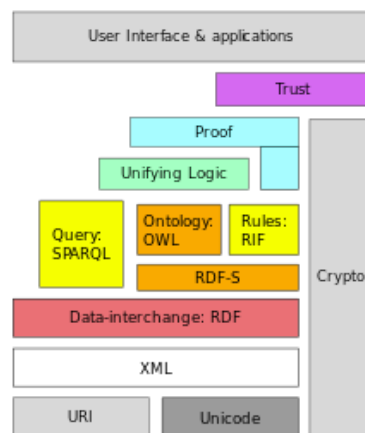 User Interface & applications
Trust
Proof
Unifying Logic
Query:
SPARQL
Ontology:
OWL
Rules:
RIF
RDF-S
Crypto
Data-interchange: RDF
XML
URI
Unicode